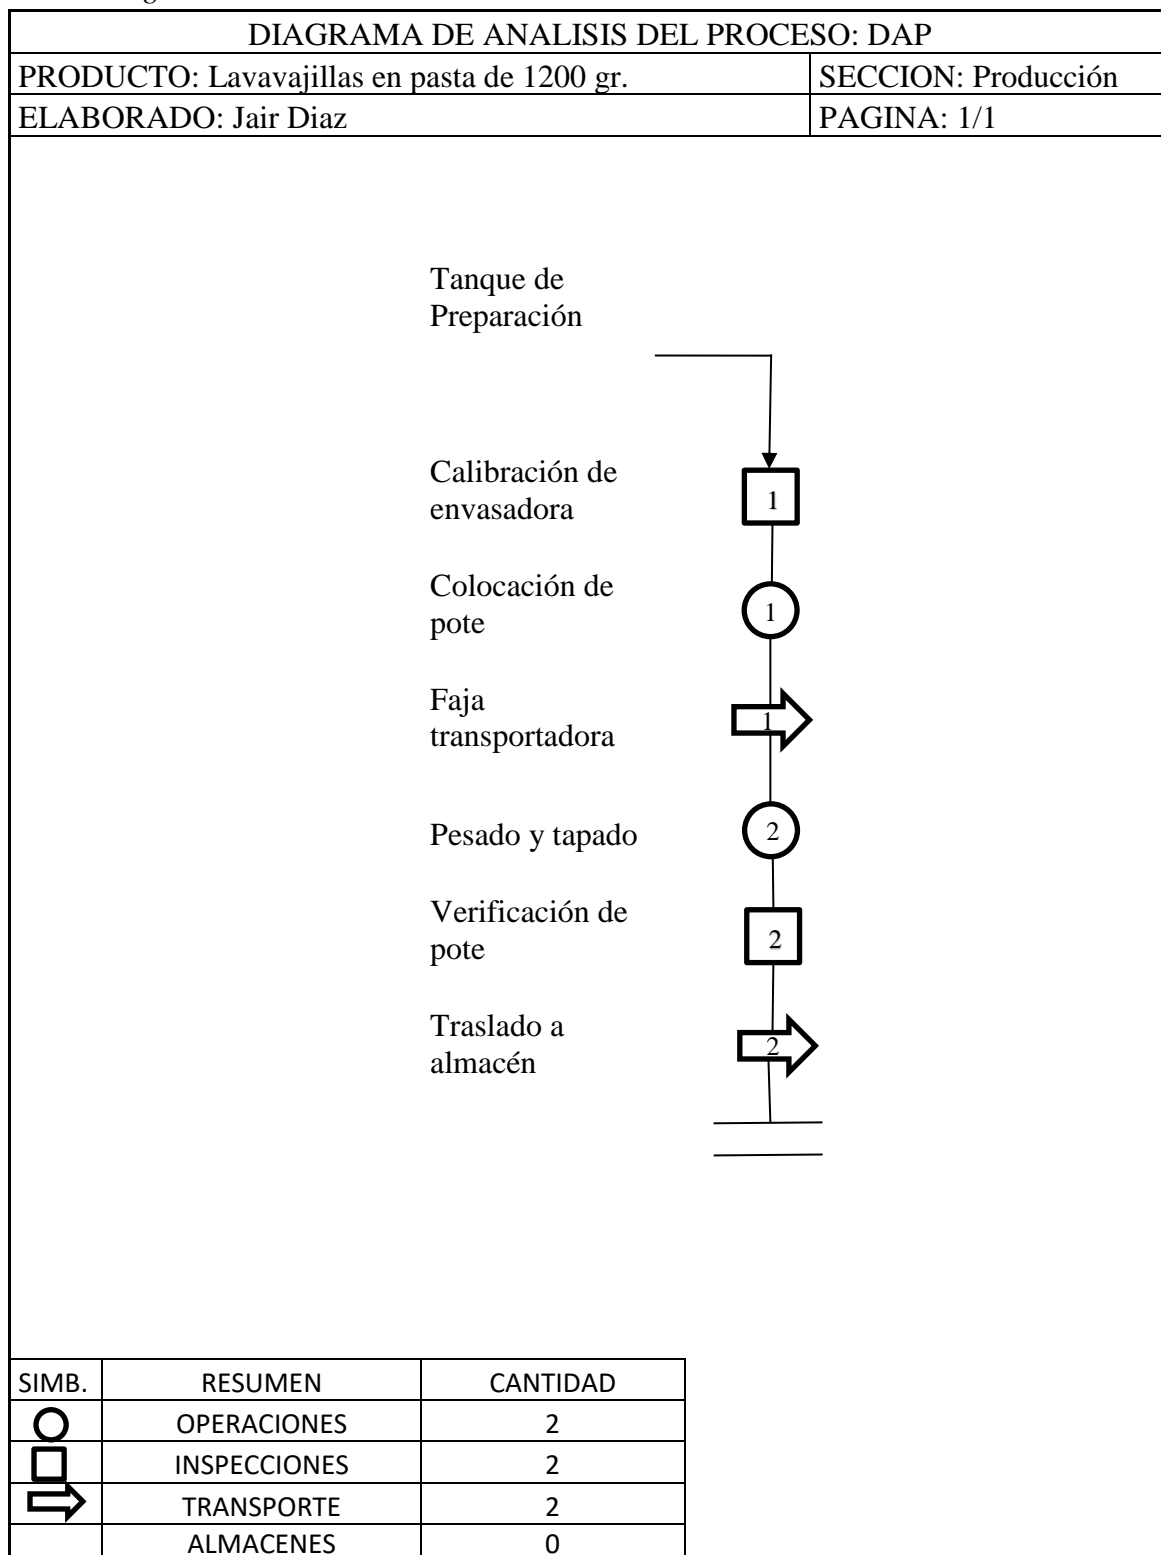 DIAGRAMA DE ANALISIS DEL PROCESO: DAP
PRODUCTO: Lavavajillas en pasta de 1200 gr.
SECCION: Producción
ELABORADO: Jair Diaz
PAGINA: 1/1
Tanque de
Preparación
Calibración de
envasadora
1
Colocación de
pote
1
Faja
transportadora
1
Pesado y tapado
2
Verificación de
pote
2
Traslado a
almacén
2
SIMB. RESUMEN CANTIDAD
OPERACIONES 2
INSPECCIONES 2
TRANSPORTE 2
ALMACENES 0